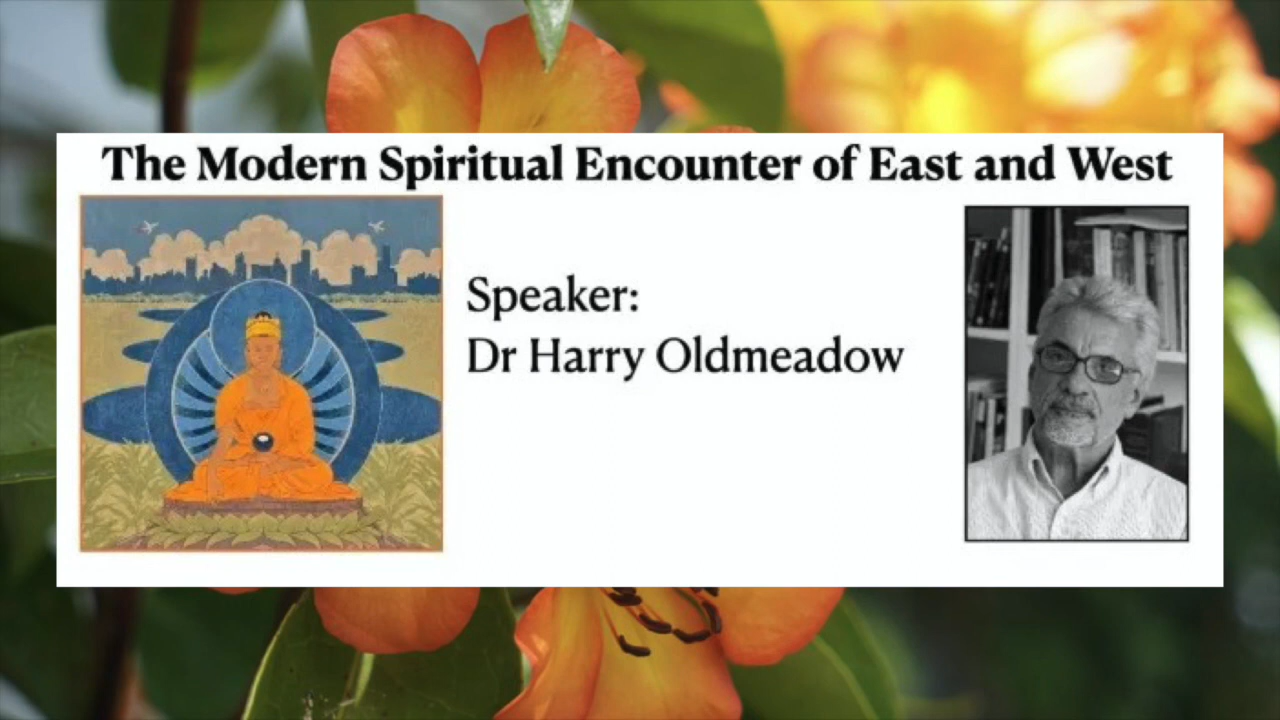 The Modern Spiritual Encounter of East and West
Speaker:
Dr Harry Oldmeadow